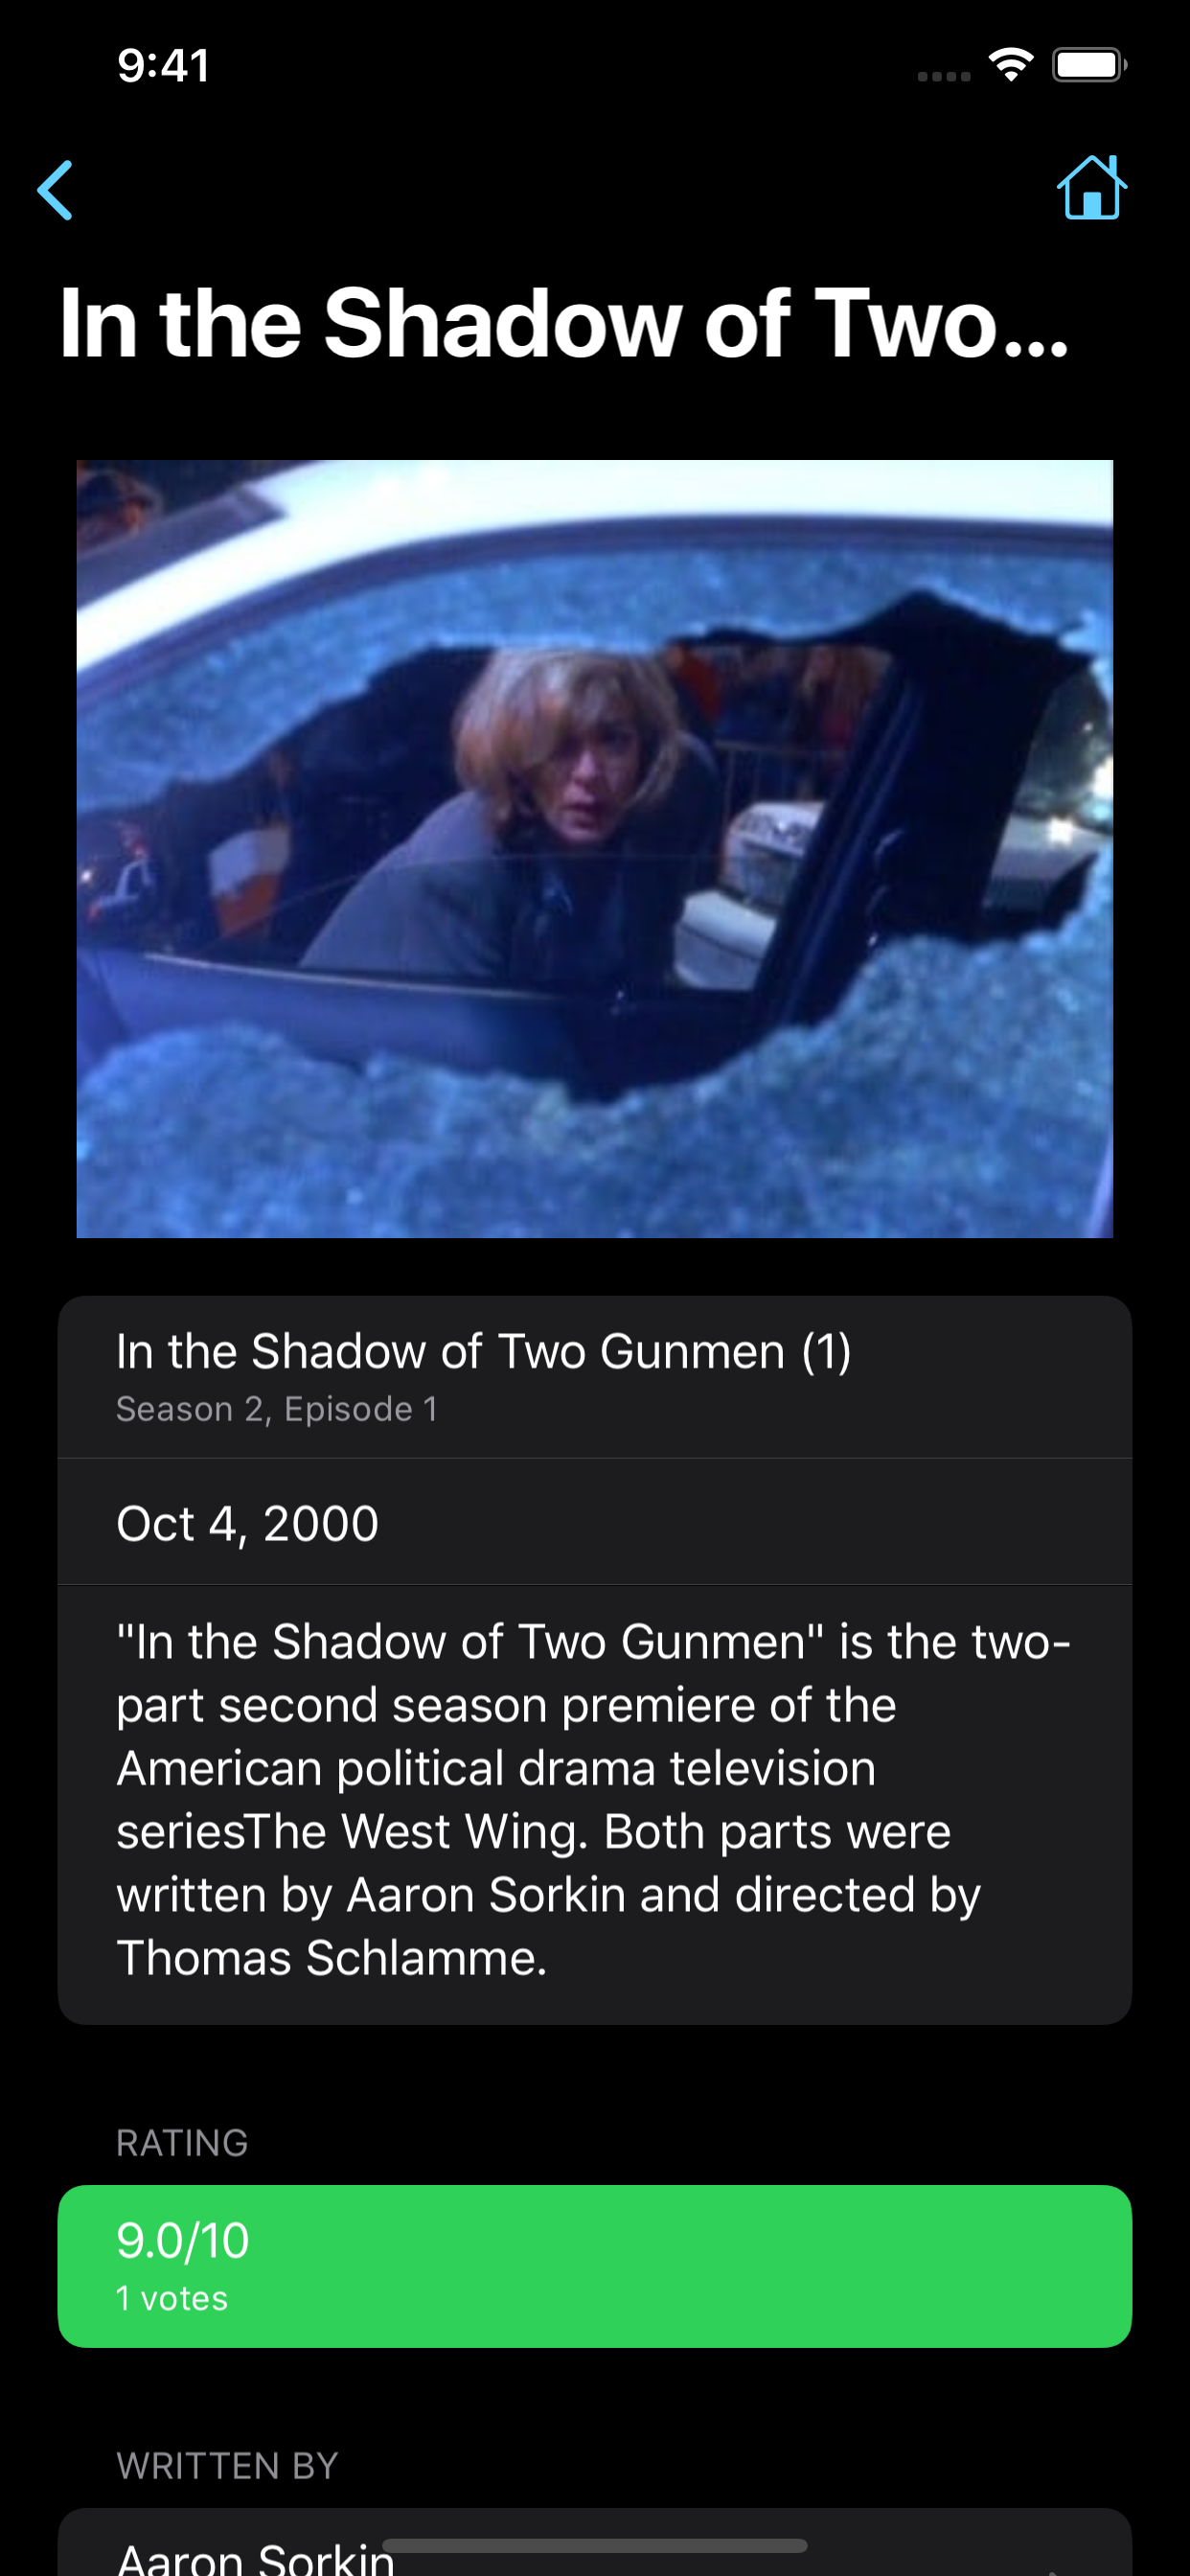 9:41
In the Shadow of Two...
In the Shadow of Two Gunmen (1)
Season 2, Episode 1
Oct 4, 2000
"In the Shadow of Two Gunmen" is the two-
part second season premiere of the
American political drama television
seriesThe West Wing. Both parts were
written by Aaron Sorkin and directed by
Thomas Schlamme.
RATING
9.0/10
1 votes
WRITTEN BY
Aaron Sorkin